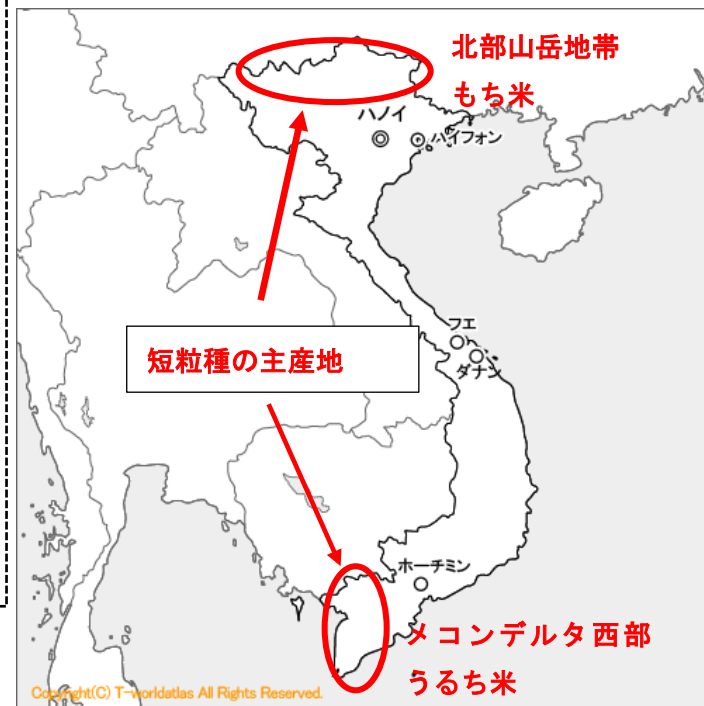 北部山岳地帯
もち米
ハノイ
ハイフォン
フエ
ダナン
短粒種の主産地
ホーチミン
メコンデルタ西部
うるち米
Copyright(C) T-worldatlas All Rights Reserved.